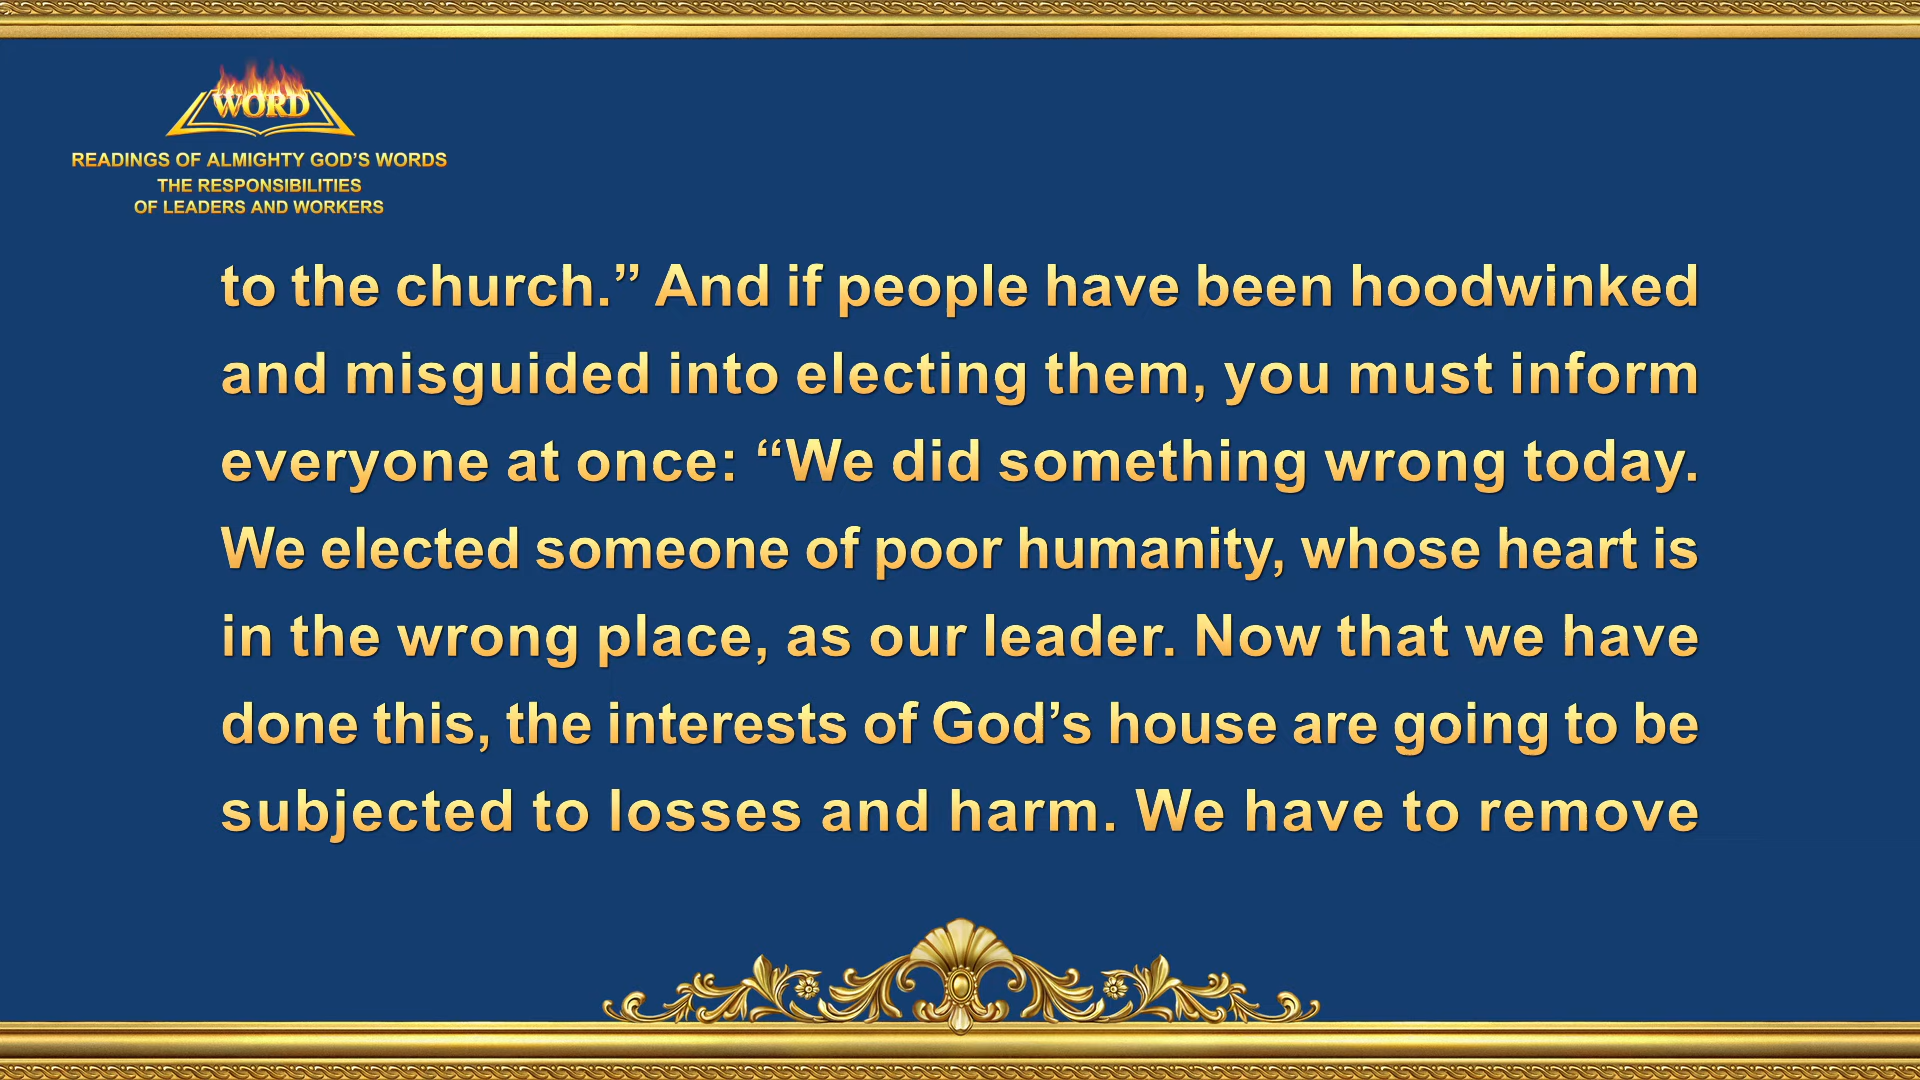 WORD
READINGS OF ALMIGHTY GOD’S WORDS
THE RESPONSIBILITIES
OF LEADERS AND WORKERS
to the church.” And if people have been hoodwinked
and misguided into electing them, you must inform
everyone at once: “We did something wrong today.
We elected someone of poor humanity, whose heart is
in the wrong place, as our leader. Now that we have
done this, the interests of God’s house are going to be
subjected to losses and harm. We have to remove